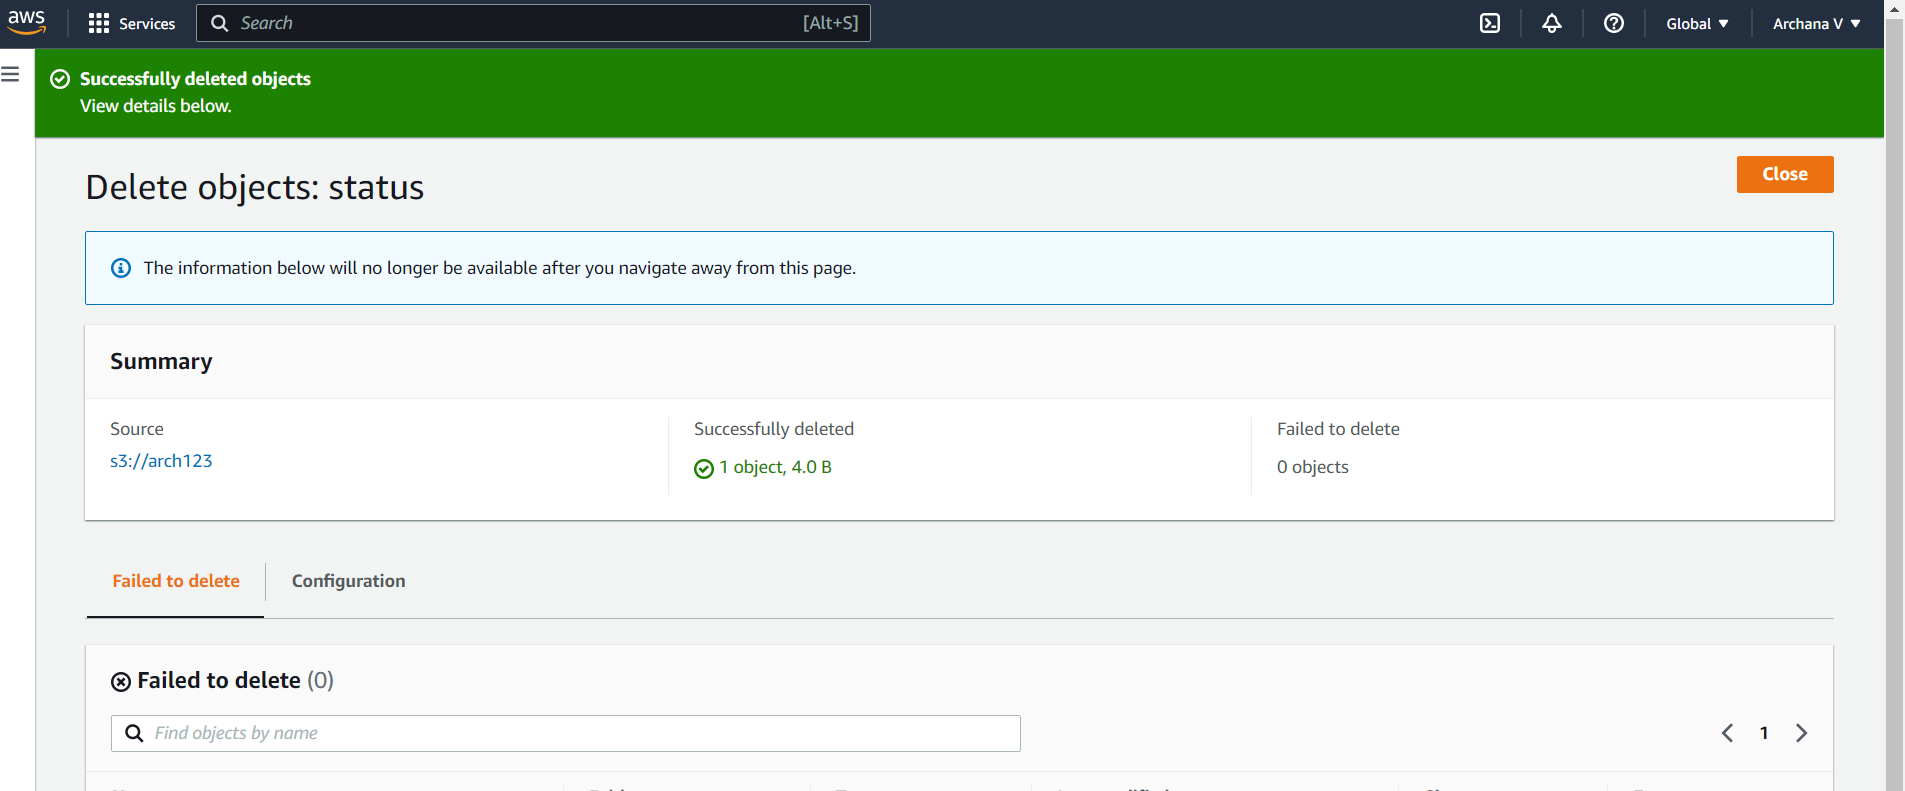 aws
Services
Search
[Alt+S]
Global
Archana V
Successfully deleted objects
View details below.
Delete objects: status
Close
The information below will no longer be available after you navigate away from this page.
Summary
Source
s3://arch123
Successfully deleted
1 object, 4.0 B
Failed to delete
0 objects
Failed to delete
Configuration
Failed to delete (0)
Find objects by name
1